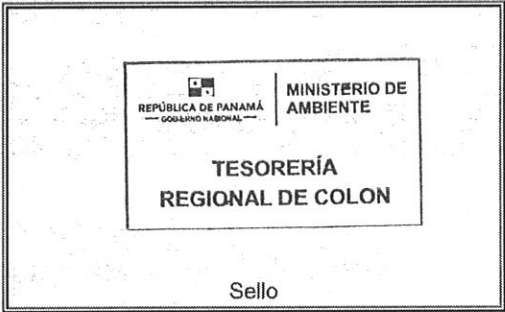 REPÚBLICA DE PANAMÁ
— GOBIERNO NACIONAL —
MINISTERIO DE
AMBIENTE
TESORERÍA
REGIONAL DE COLON
Sello